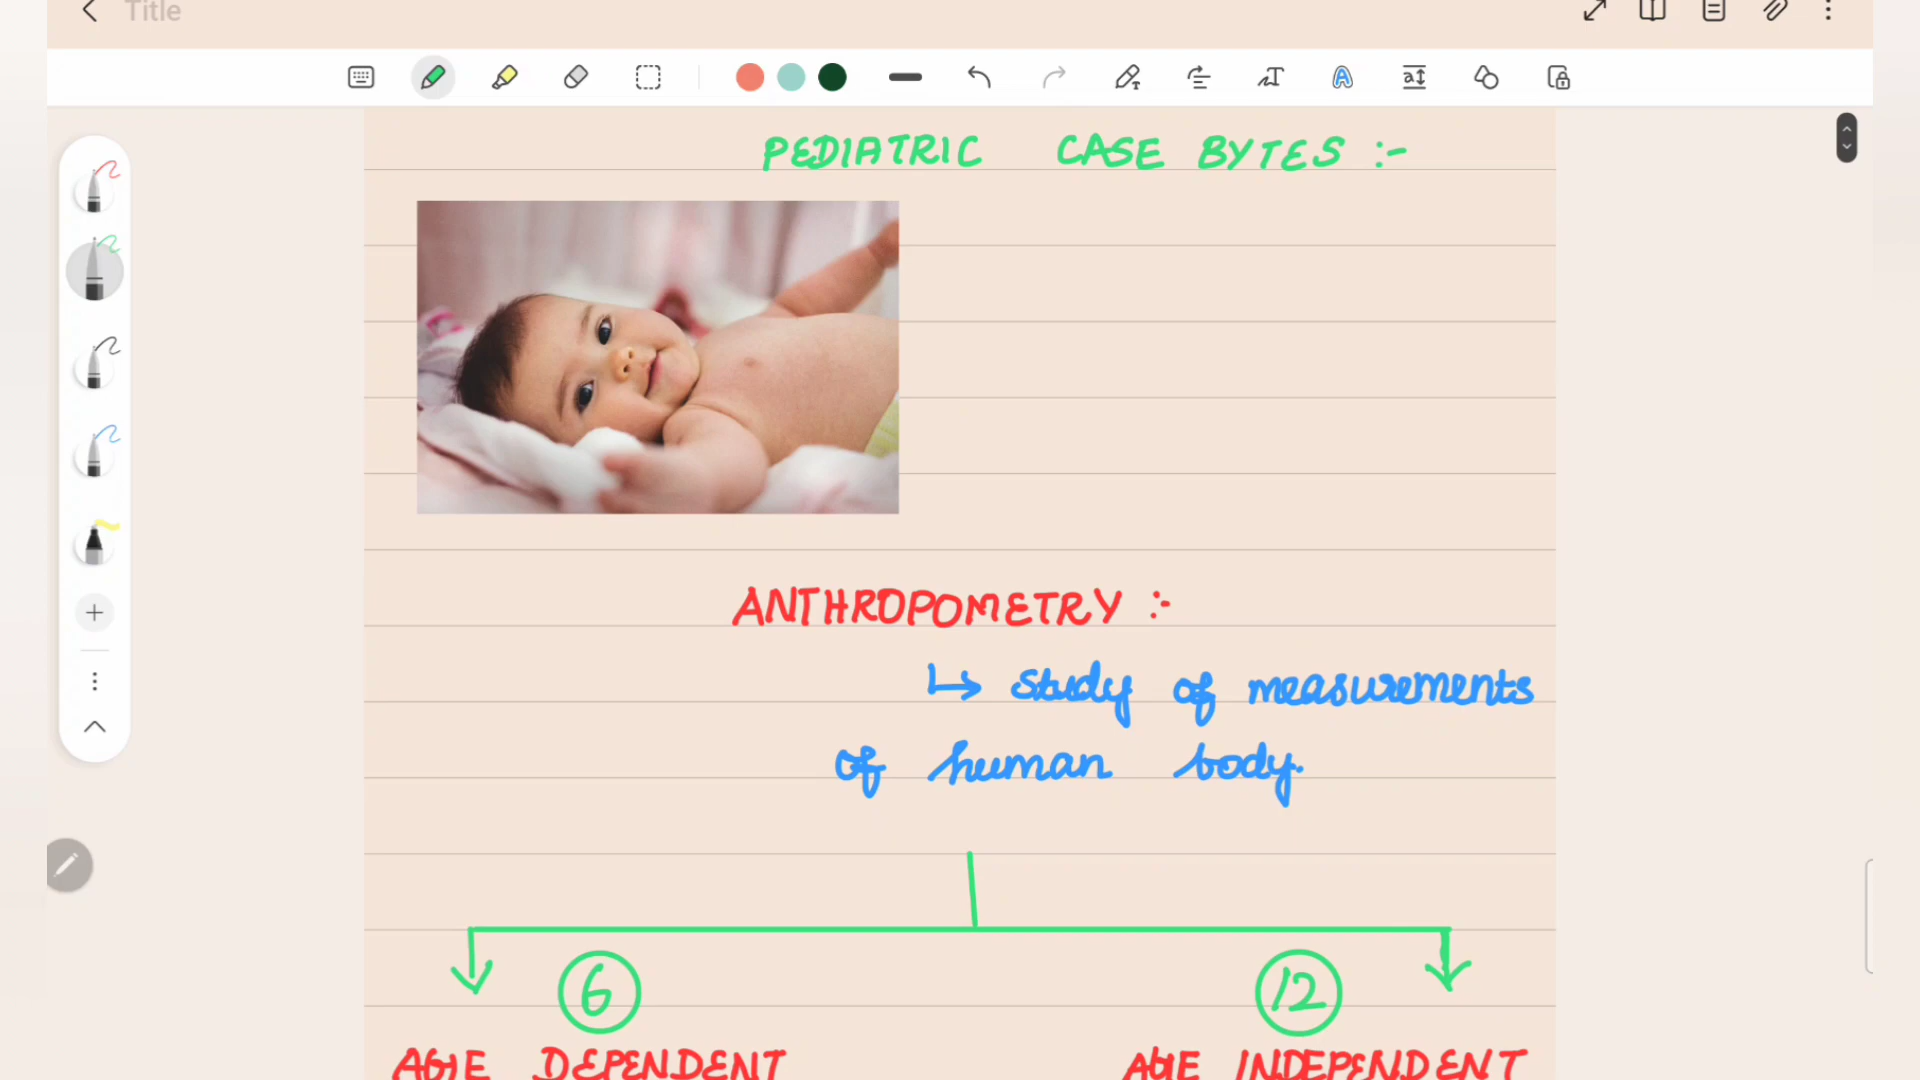 Title
PEDIATRIC CASE BYTES :-
ANTHROPOMETRY :-
↳ study of measurements
of human body.
6
12
AGE DEPENDENT
AGE INDEPENDENT